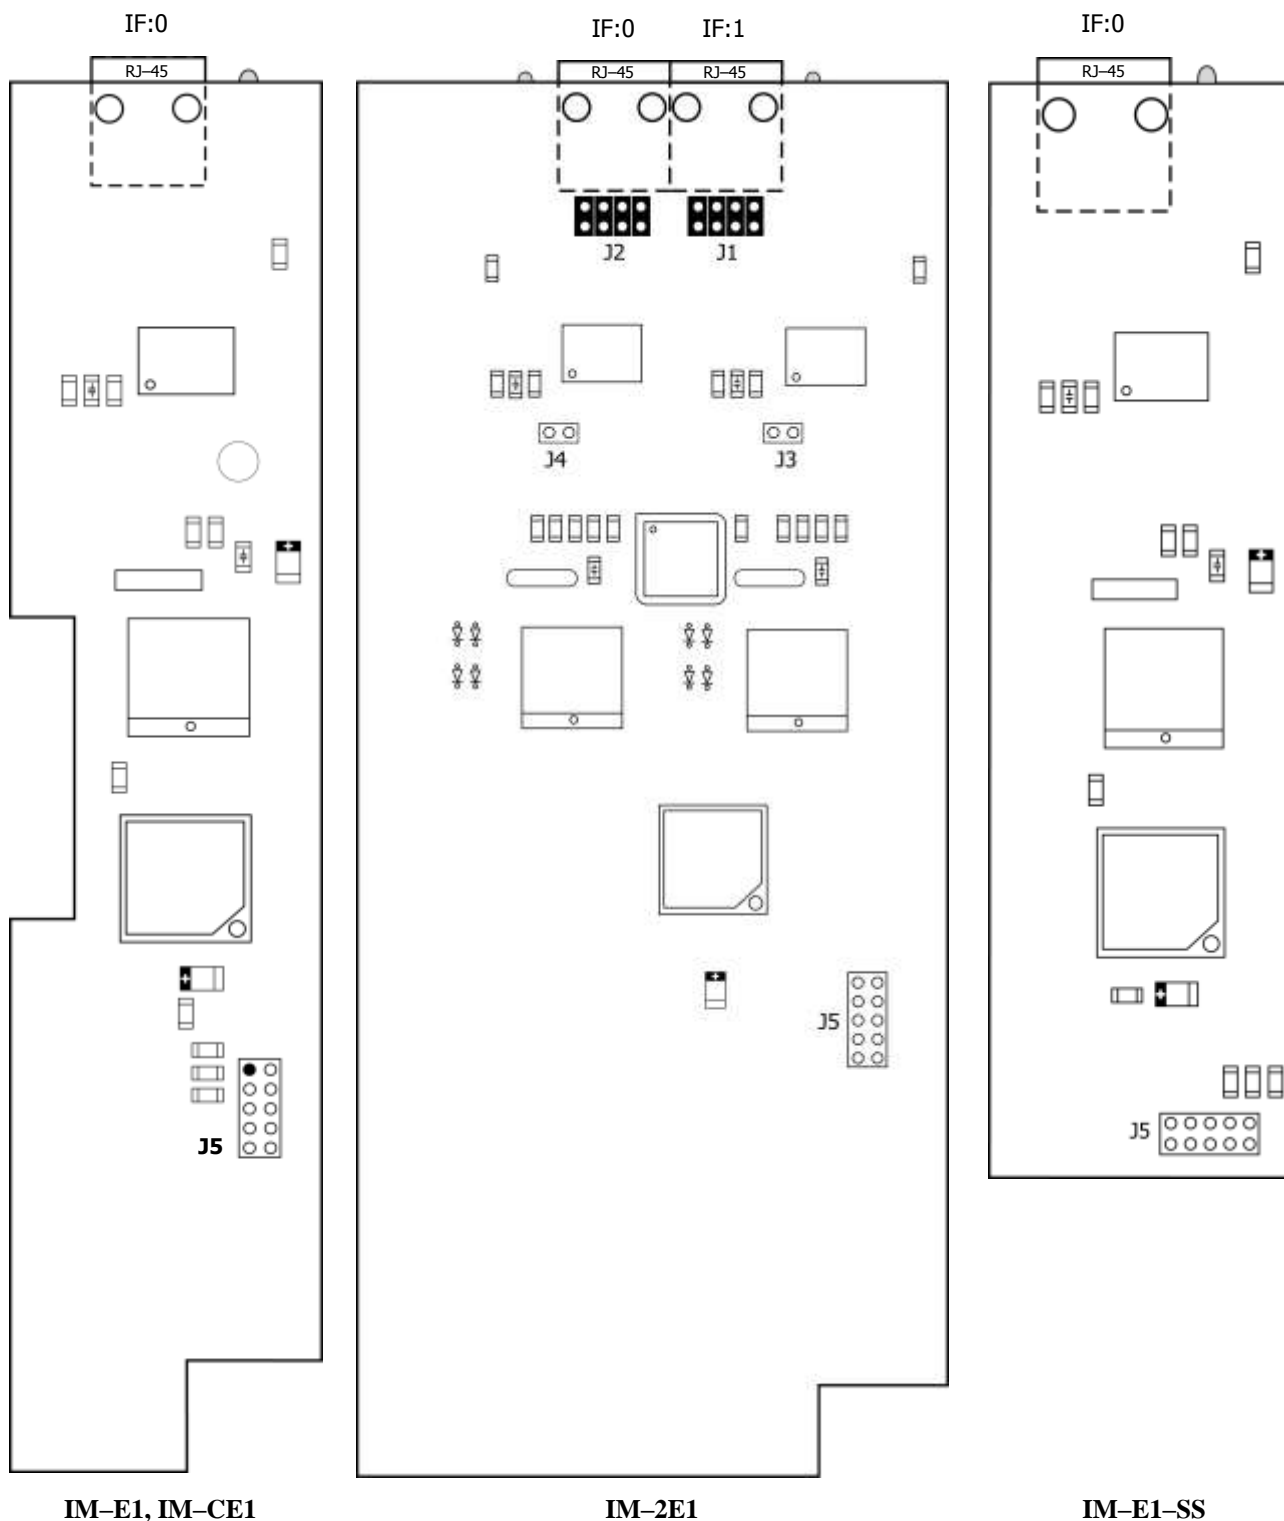 IF:0
IF:0 IF:1
IF:0
RJ–45
RJ–45 RJ–45
RJ–45
J2 J1
J4 J3
J5
J5
J5
IM–E1, IM–CE1
IM–2E1
IM–E1–SS